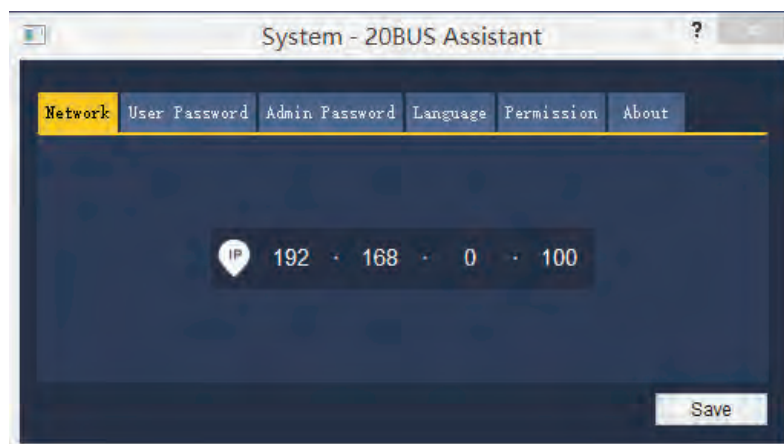 System - 20BUS Assistant ?
Network User Password Admin Password Language Permission About
IP 192 . 168 . 0 . 100
Save